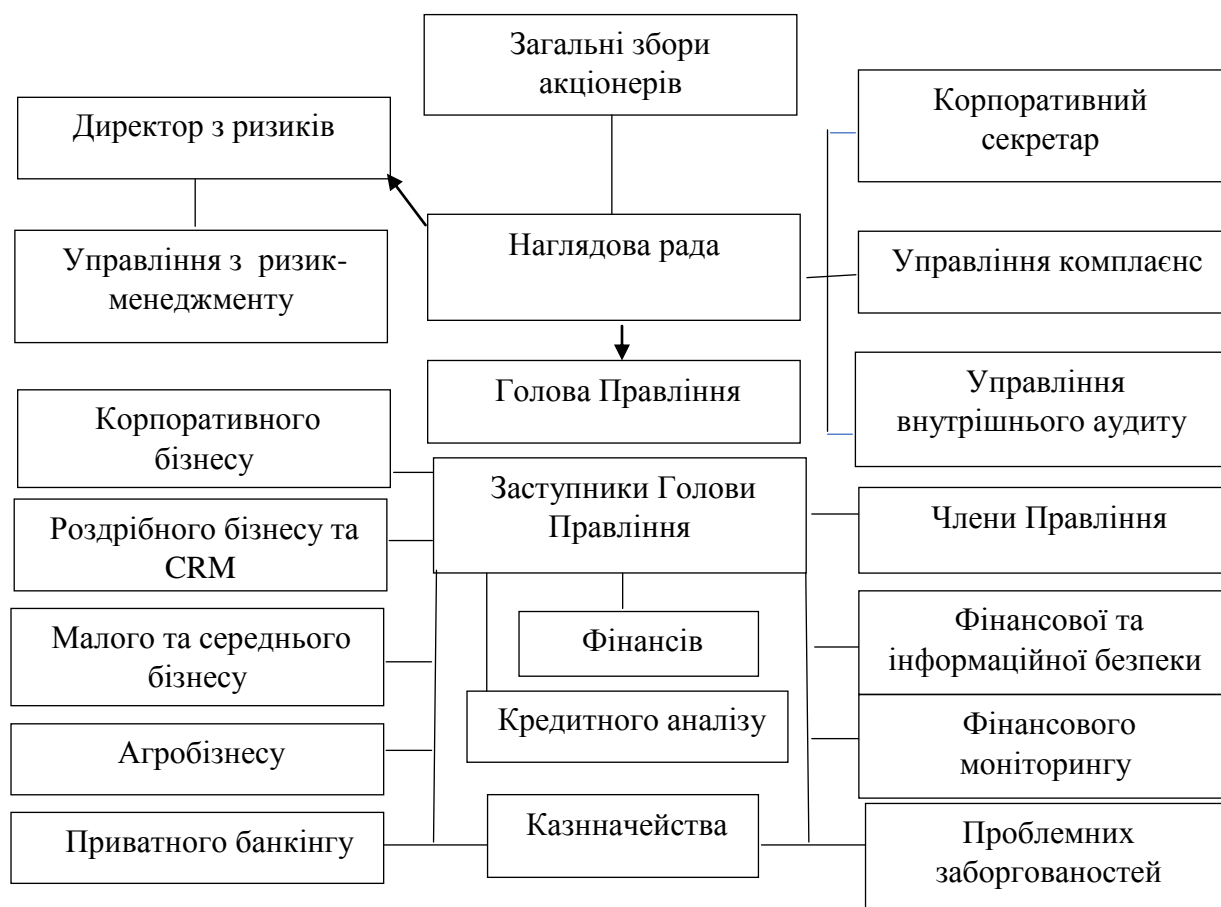 Загальні збори
акціонерів
Директор з ризиків
Корпоративний
секретар
Управління з ризик-
менеджменту
Наглядова рада
Управління комплаєнс
Голова Правління
Управління
внутрішнього аудиту
Корпоративного
бізнесу
Заступники Голови
Правління
Роздрібного бізнесу та
CRM
Члени Правління
Малого та середнього
бізнесу
Фінансів
Фінансової та
інформаційної безпеки
Кредитного аналізу
Агробізнесу
Фінансового
моніторингу
Приватного банкінгу
Казнначейства
Проблемних
заборгованостей